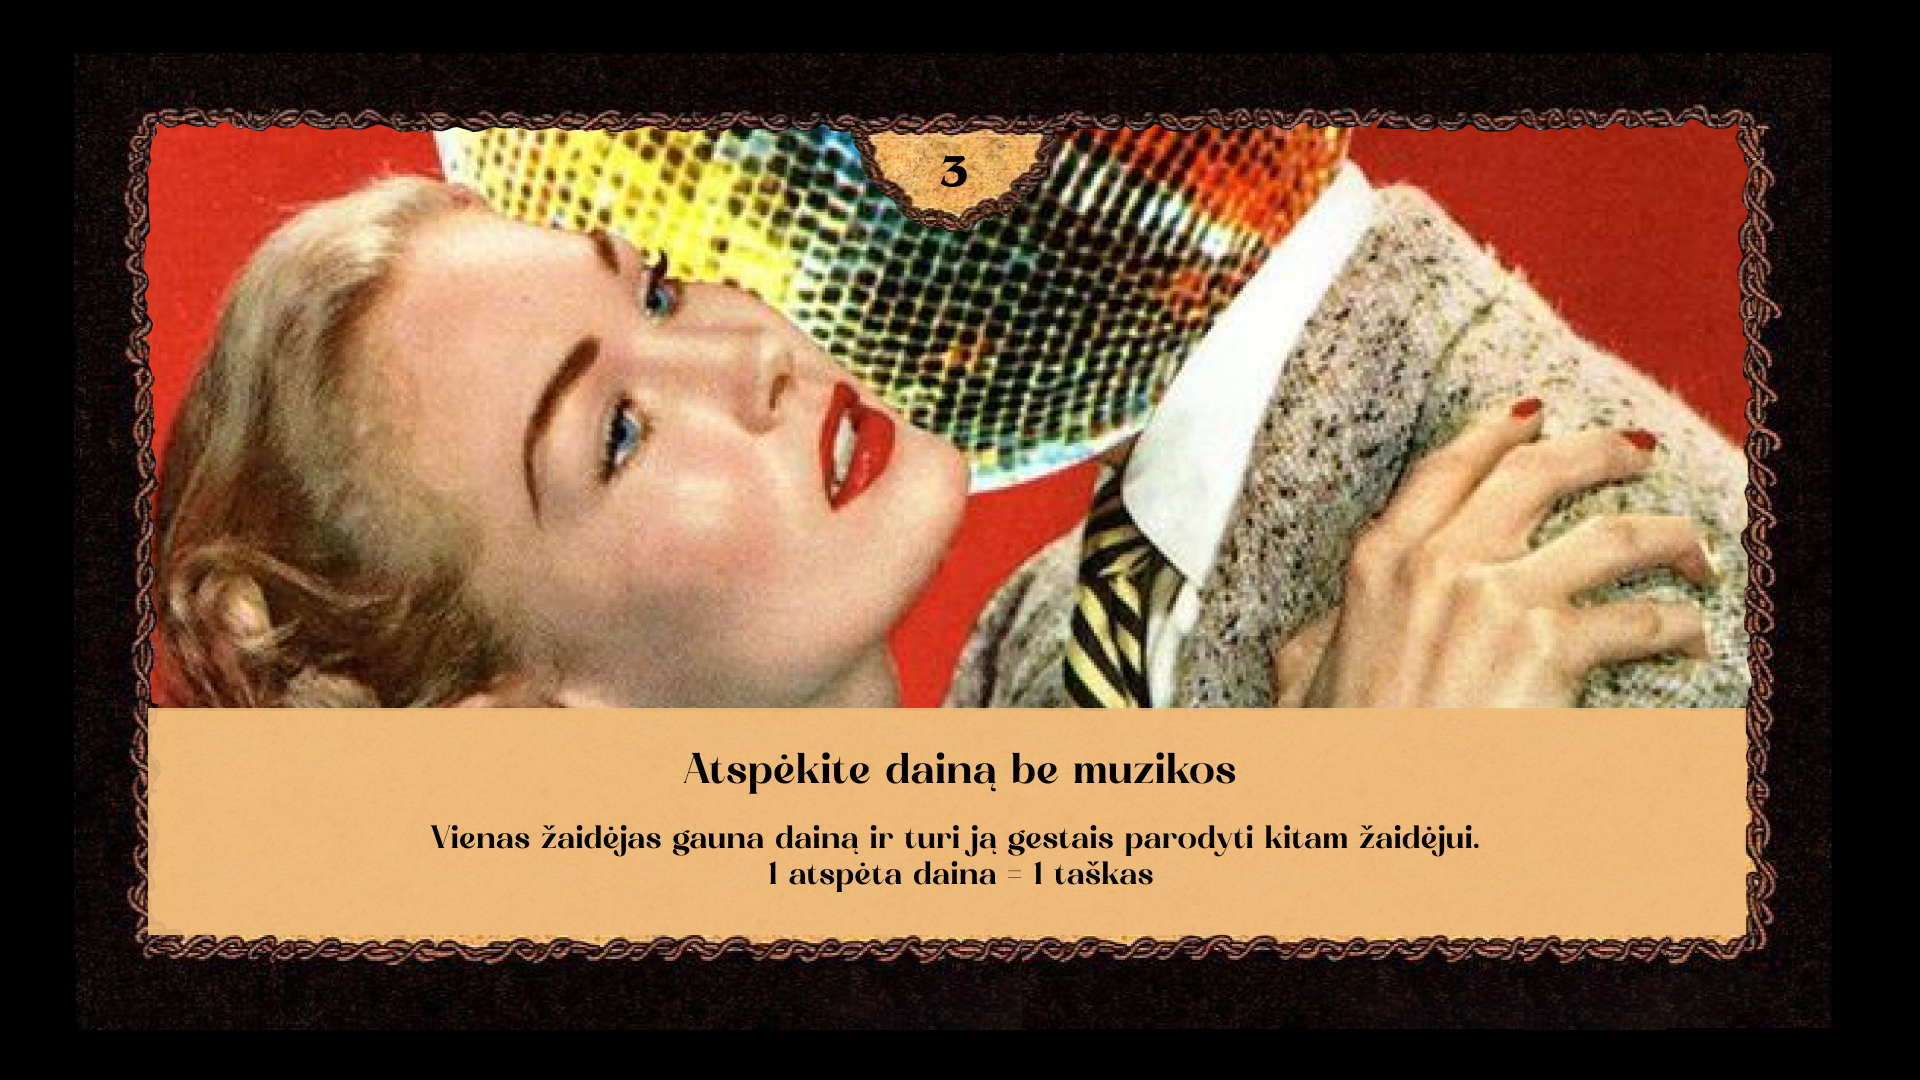 3
Atspėkite dainą be muzikos
Vienas žaidėjas gauna dainą ir turi ją gestais parodyti kitam žaidėjui.
1 atspėta daina = 1 taškas